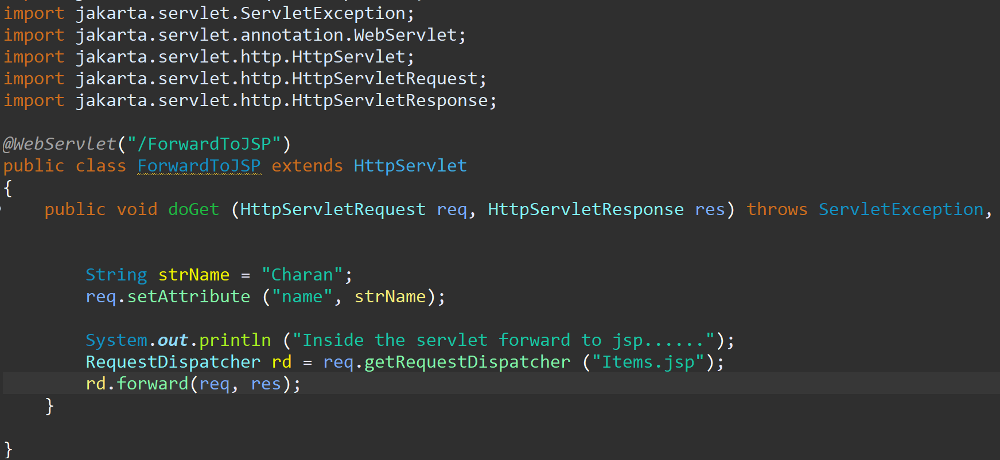 import jakarta.servlet.ServletException;
import jakarta.servlet.annotation.WebServlet;
import jakarta.servlet.http.HttpServlet;
import jakarta.servlet.http.HttpServletRequest;
import jakarta.servlet.http.HttpServletResponse;
@WebServlet("/ForwardToJSP")
public class ForwardToJSP extends HttpServlet
{
public void doGet (HttpServletRequest req, HttpServletResponse res) throws ServletException,
String strName = "Charan";
req.setAttribute ("name", strName);
System.out.println ("Inside the servlet forward to jsp......");
RequestDispatcher rd = req.getRequestDispatcher ("Items.jsp");
rd.forward(req, res);
}
}